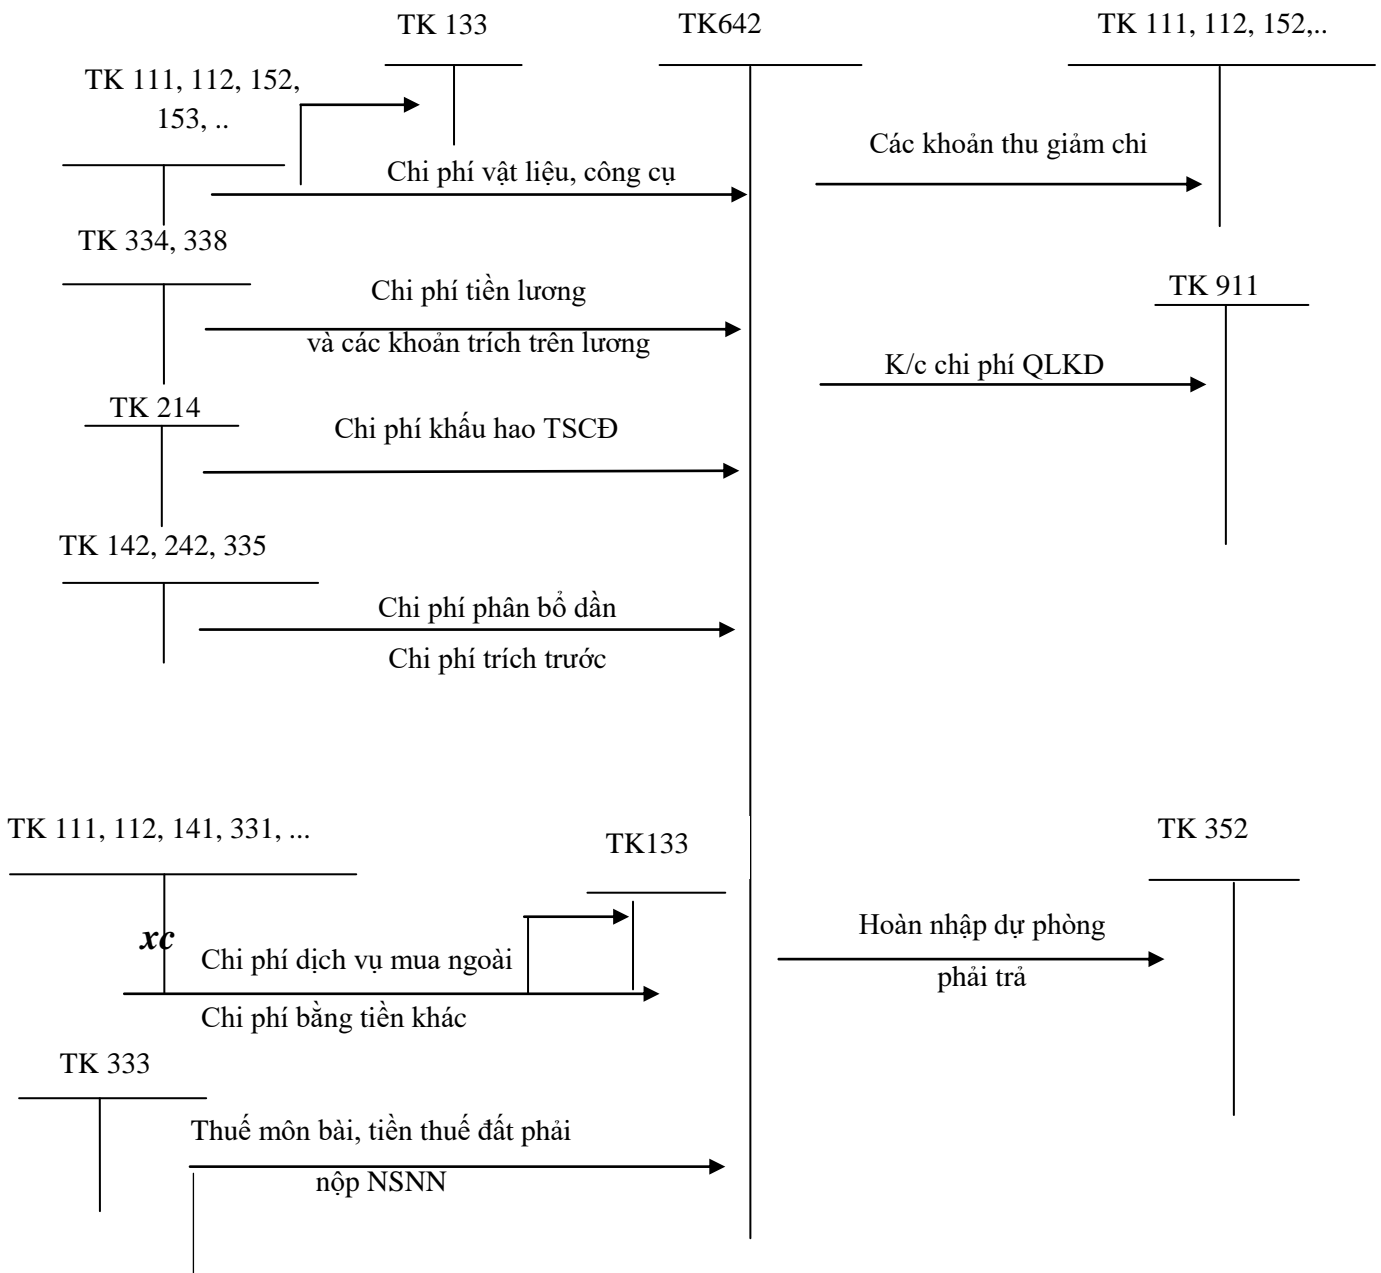 TK 133
TK642
TK 111, 112, 152,..
TK 111, 112, 152,
153, ..
Các khoản thu giảm chi
Chi phí vật liệu, công cụ
TK 334, 338
Chi phí tiền lương
và các khoản trích trên lương
TK 911
K/c chi phí QLKD
TK 214
Chi phí khấu hao TSCĐ
TK 142, 242, 335
Chi phí phân bổ dần
Chi phí trích trước
TK 111, 112, 141, 331, ...
TK133
TK 352
xc
Chi phí dịch vụ mua ngoài
Chi phí bằng tiền khác
Hoàn nhập dự phòng
phải trả
TK 333
Thuế môn bài, tiền thuế đất phải
nộp NSNN